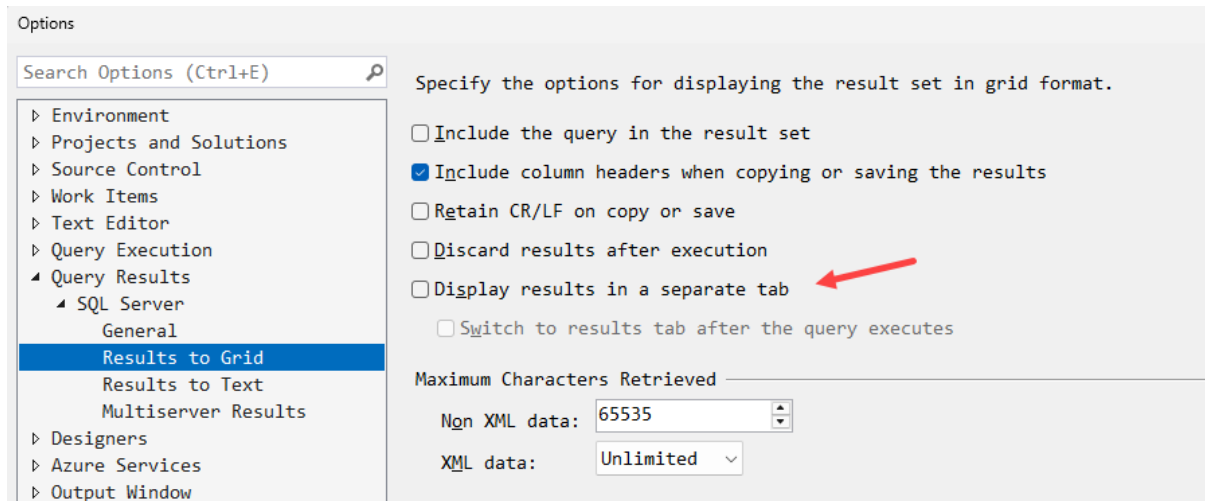 Options
Search Options (Ctrl+E)
Environment
Projects and Solutions
Source Control
Work Items
Text Editor
Query Execution
Query Results
SQL Server
General
Results to Grid
Results to Text
Multiserver Results
Designers
Azure Services
Output Window
Specify the options for displaying the result set in grid format.
Include the query in the result set
Include column headers when copying or saving the results
Retain CR/LF on copy or save
Discard results after execution
Display results in a separate tab
Switch to results tab after the query executes
Maximum Characters Retrieved
Non XML data: 65535
XML data: Unlimited